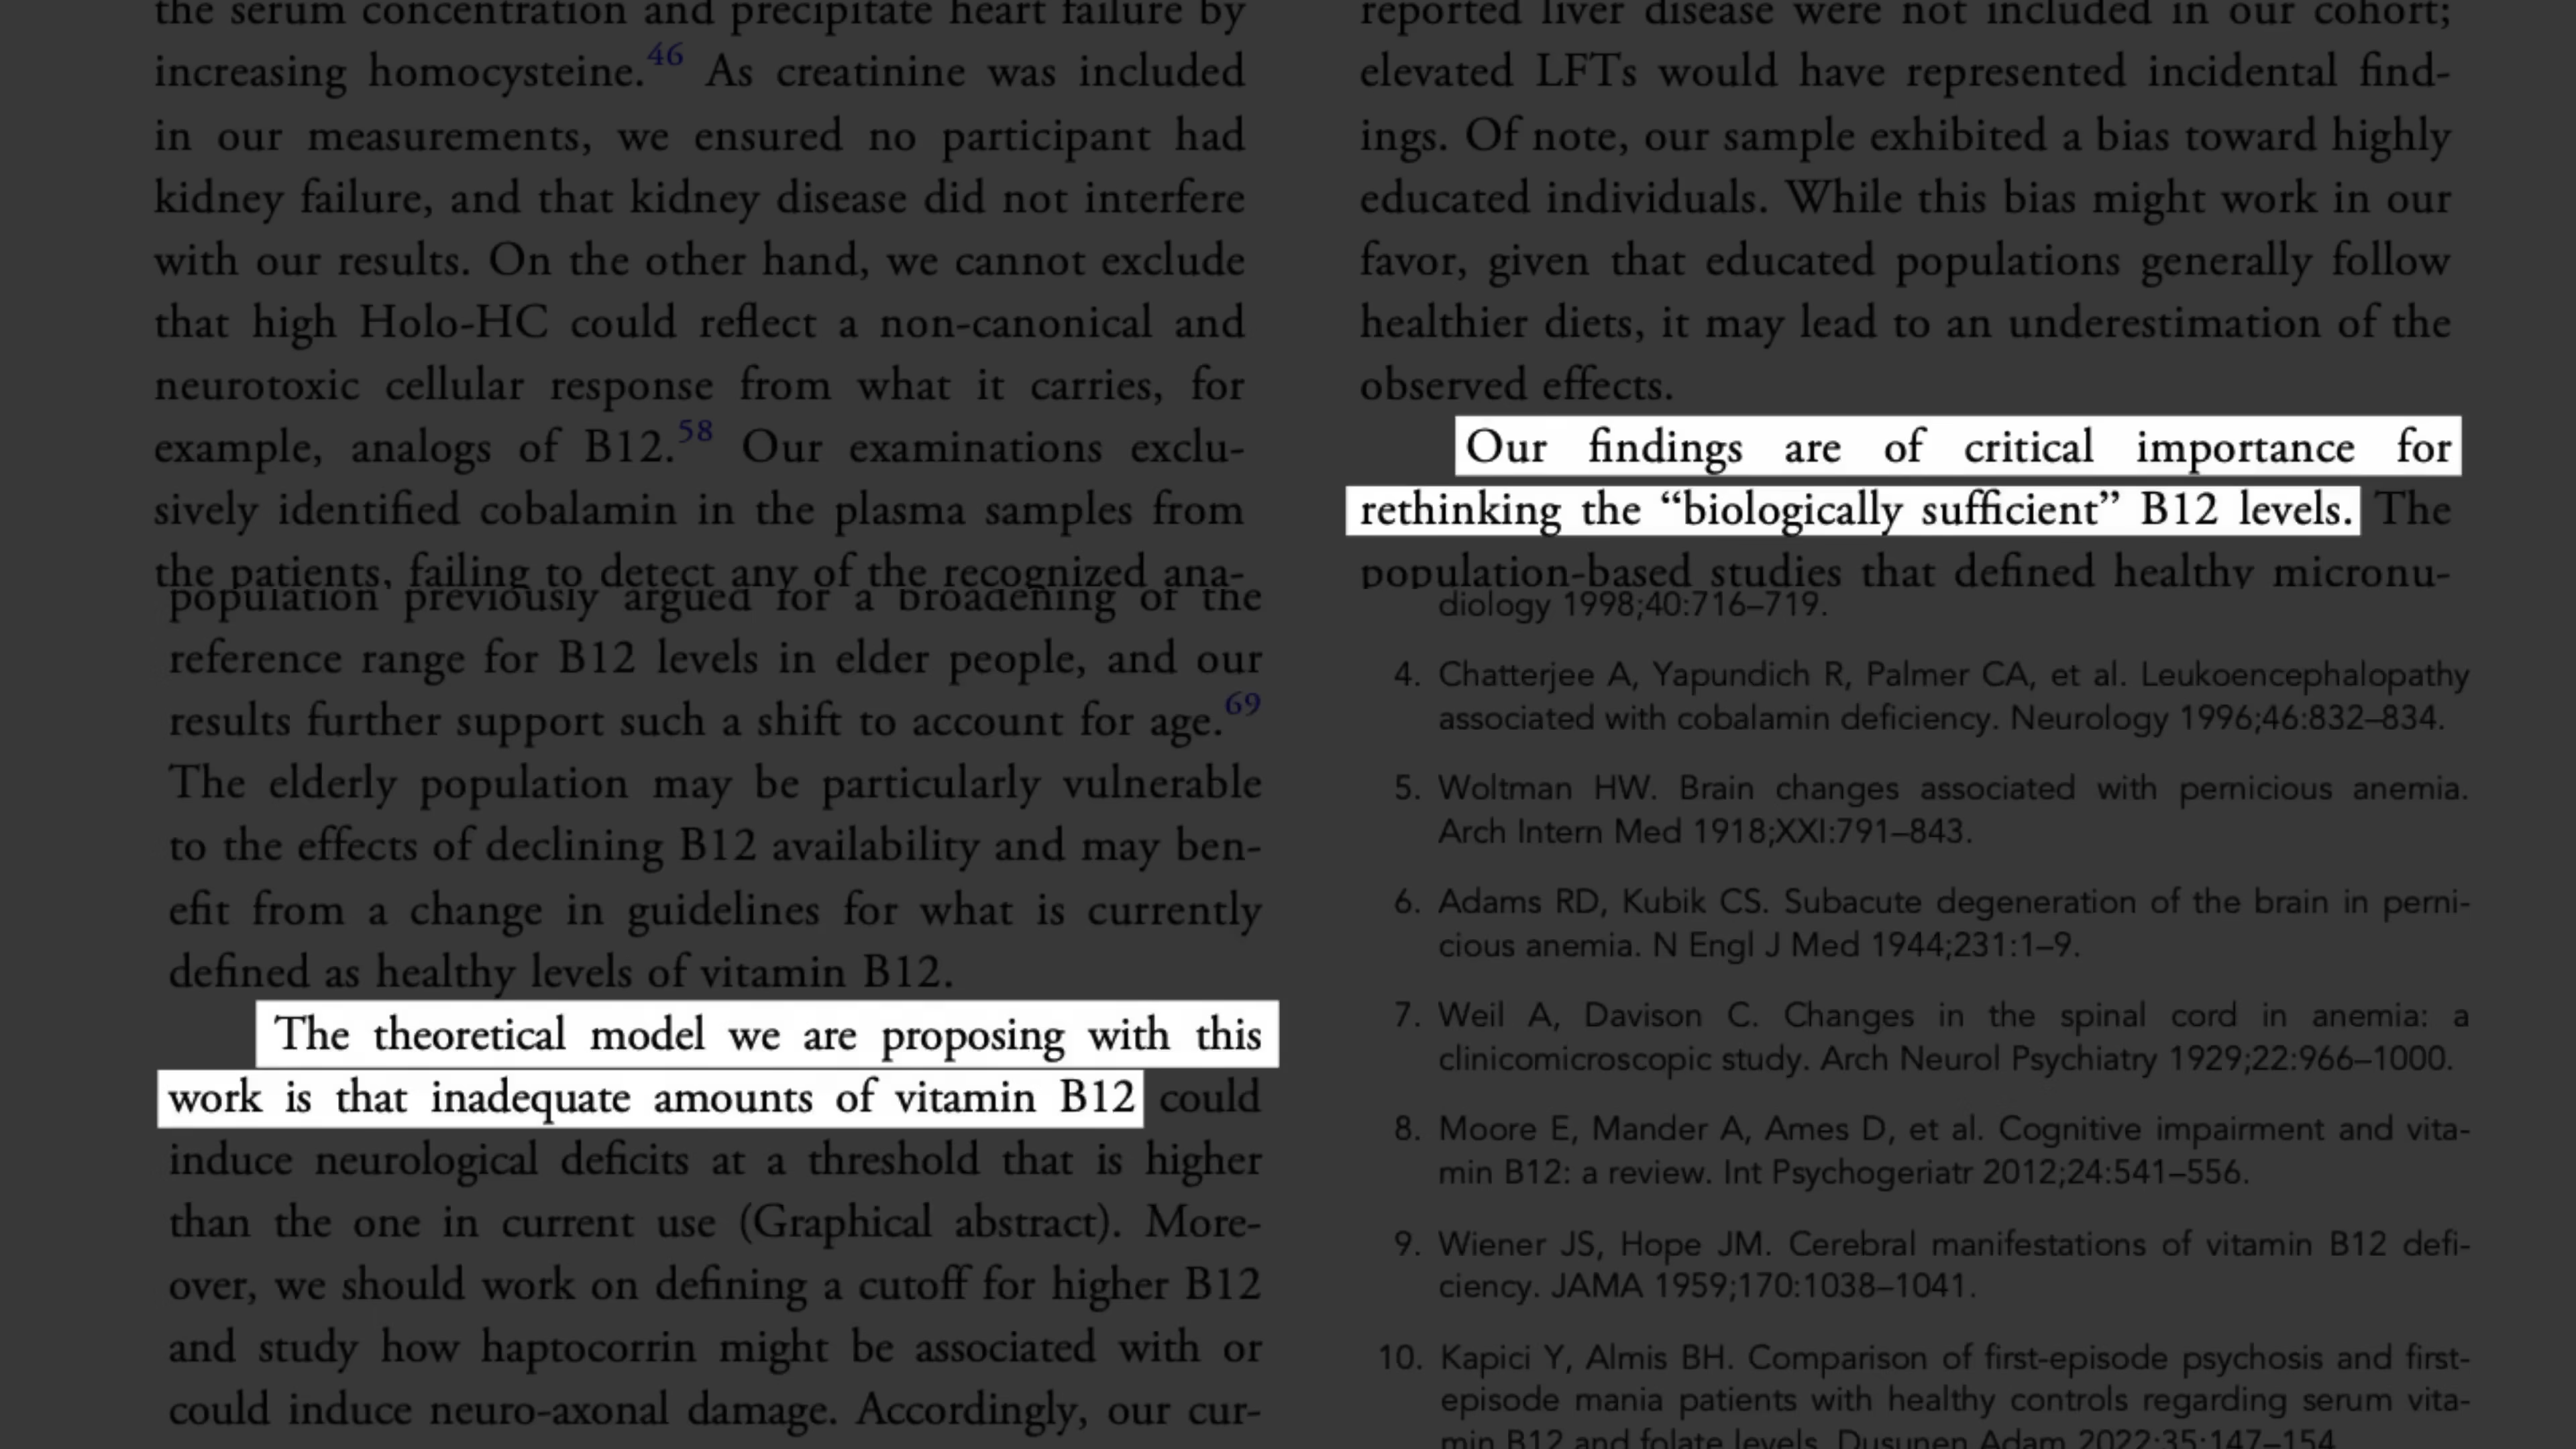 the serum concentration and precipitate heart failure by
increasing homocysteine.46 As creatinine was included
in our measurements, we ensured no participant had
kidney failure, and that kidney disease did not interfere
with our results. On the other hand, we cannot exclude
that high Holo-HC could reflect a non-canonical and
neurotoxic cellular response from what it carries, for
example, analogs of B12.58 Our examinations exclu-
sively identified cobalamin in the plasma samples from
the patients, failing to detect any of the recognized ana-
population previously argued for a broadening of the
reference range for B12 levels in elder people, and our
results further support such a shift to account for age.69
The elderly population may be particularly vulnerable
to the effects of declining B12 availability and may ben-
efit from a change in guidelines for what is currently
defined as healthy levels of vitamin B12.
The theoretical model we are proposing with this
work is that inadequate amounts of vitamin B12 could
induce neurological deficits at a threshold that is higher
than the one in current use (Graphical abstract). More-
over, we should work on defining a cutoff for higher B12
and study how haptocorrin might be associated with or
could induce neuro-axonal damage. Accordingly, our cur-
reported liver disease were not included in our cohort;
elevated LFTs would have represented incidental find-
ings. Of note, our sample exhibited a bias toward highly
educated individuals. While this bias might work in our
favor, given that educated populations generally follow
healthier diets, it may lead to an underestimation of the
observed effects.
Our findings are of critical importance for
rethinking the “biologically sufficient” B12 levels. The
population-based studies that defined healthy micronu-
diology 1998;40:716–719.
4. Chatterjee A, Yapundich R, Palmer CA, et al. Leukoencephalopathy
associated with cobalamin deficiency. Neurology 1996;46:832–834.
5. Woltman HW. Brain changes associated with pernicious anemia.
Arch Intern Med 1918;XXI:791–843.
6. Adams RD, Kubik CS. Subacute degeneration of the brain in perni-
cious anemia. N Engl J Med 1944;231:1–9.
7. Weil A, Davison C. Changes in the spinal cord in anemia: a
clinicomicroscopic study. Arch Neurol Psychiatry 1929;22:966–1000.
8. Moore E, Mander A, Ames D, et al. Cognitive impairment and vita-
min B12: a review. Int Psychogeriatr 2012;24:541–556.
9. Wiener JS, Hope JM. Cerebral manifestations of vitamin B12 defi-
ciency. JAMA 1959;170:1038–1041.
10. Kapici Y, Almis BH. Comparison of first-episode psychosis and first-
episode mania patients with healthy controls regarding serum vita-
min B12 and folate levels. Dusunen Adam 2022;35:147–154.